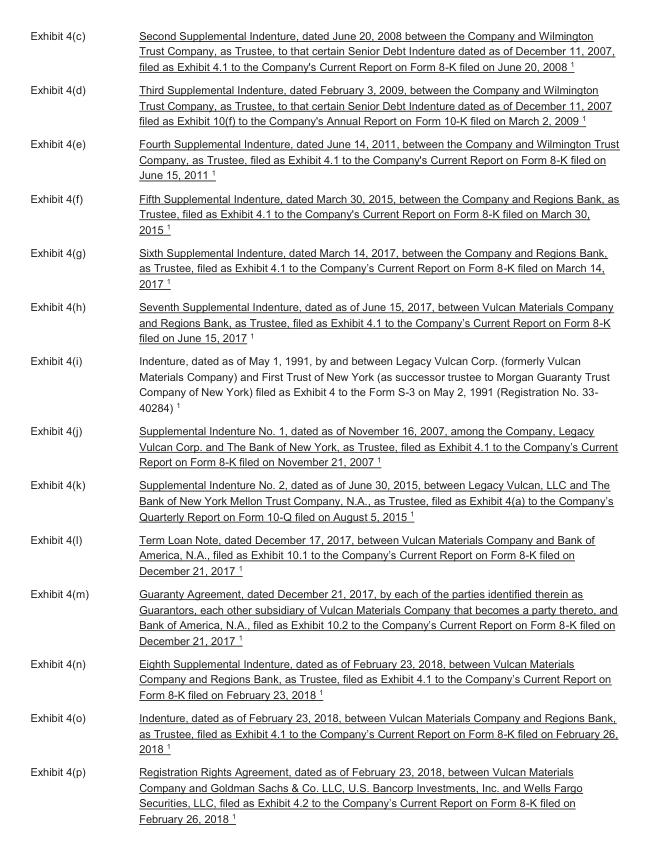 Exhibit 4(c) Second Supplemental Indenture, dated June 20, 2008 between the Company and Wilmington
Trust Company, as Trustee, to that certain Senior Debt Indenture dated as of December 11, 2007,
filed as Exhibit 4.1 to the Company's Current Report on Form 8-K filed on June 20, 2008 1
Exhibit 4(d) Third Supplemental Indenture, dated February 3, 2009, between the Company and Wilmington
Trust Company, as Trustee, to that certain Senior Debt Indenture dated as of December 11, 2007
filed as Exhibit 10(f) to the Company's Annual Report on Form 10-K filed on March 2, 2009 1
Exhibit 4(e) Fourth Supplemental Indenture, dated June 14, 2011, between the Company and Wilmington Trust
Company, as Trustee, filed as Exhibit 4.1 to the Company's Current Report on Form 8-K filed on
June 15, 2011 1
Exhibit 4(f) Fifth Supplemental Indenture, dated March 30, 2015, between the Company and Regions Bank, as
Trustee, filed as Exhibit 4.1 to the Company's Current Report on Form 8-K filed on March 30,
2015 1
Exhibit 4(g) Sixth Supplemental Indenture, dated March 14, 2017, between the Company and Regions Bank,
as Trustee, filed as Exhibit 4.1 to the Company’s Current Report on Form 8-K filed on March 14,
2017 1
Exhibit 4(h) Seventh Supplemental Indenture, dated as of June 15, 2017, between Vulcan Materials Company
and Regions Bank, as Trustee, filed as Exhibit 4.1 to the Company’s Current Report on Form 8-K
filed on June 15, 2017 1
Exhibit 4(i) Indenture, dated as of May 1, 1991, by and between Legacy Vulcan Corp. (formerly Vulcan
Materials Company) and First Trust of New York (as successor trustee to Morgan Guaranty Trust
Company of New York) filed as Exhibit 4 to the Form S-3 on May 2, 1991 (Registration No. 33-
40284) 1
Exhibit 4(j) Supplemental Indenture No. 1, dated as of November 16, 2007, among the Company, Legacy
Vulcan Corp. and The Bank of New York, as Trustee, filed as Exhibit 4.1 to the Company’s Current
Report on Form 8-K filed on November 21, 2007 1
Exhibit 4(k) Supplemental Indenture No. 2, dated as of June 30, 2015, between Legacy Vulcan, LLC and The
Bank of New York Mellon Trust Company, N.A., as Trustee, filed as Exhibit 4(a) to the Company’s
Quarterly Report on Form 10-Q filed on August 5, 2015 1
Exhibit 4(l) Term Loan Note, dated December 17, 2017, between Vulcan Materials Company and Bank of
America, N.A., filed as Exhibit 10.1 to the Company’s Current Report on Form 8-K filed on
December 21, 2017 1
Exhibit 4(m) Guaranty Agreement, dated December 21, 2017, by each of the parties identified therein as
Guarantors, each other subsidiary of Vulcan Materials Company that becomes a party thereto, and
Bank of America, N.A., filed as Exhibit 10.2 to the Company’s Current Report on Form 8-K filed on
December 21, 2017 1
Exhibit 4(n) Eighth Supplemental Indenture, dated as of February 23, 2018, between Vulcan Materials
Company and Regions Bank, as Trustee, filed as Exhibit 4.1 to the Company’s Current Report on
Form 8-K filed on February 23, 2018 1
Exhibit 4(o) Indenture, dated as of February 23, 2018, between Vulcan Materials Company and Regions Bank,
as Trustee, filed as Exhibit 4.1 to the Company’s Current Report on Form 8-K filed on February 26,
2018 1
Exhibit 4(p) Registration Rights Agreement, dated as of February 23, 2018, between Vulcan Materials
Company and Goldman Sachs & Co. LLC, U.S. Bancorp Investments, Inc. and Wells Fargo
Securities, LLC, filed as Exhibit 4.2 to the Company’s Current Report on Form 8-K filed on
February 26, 2018 1